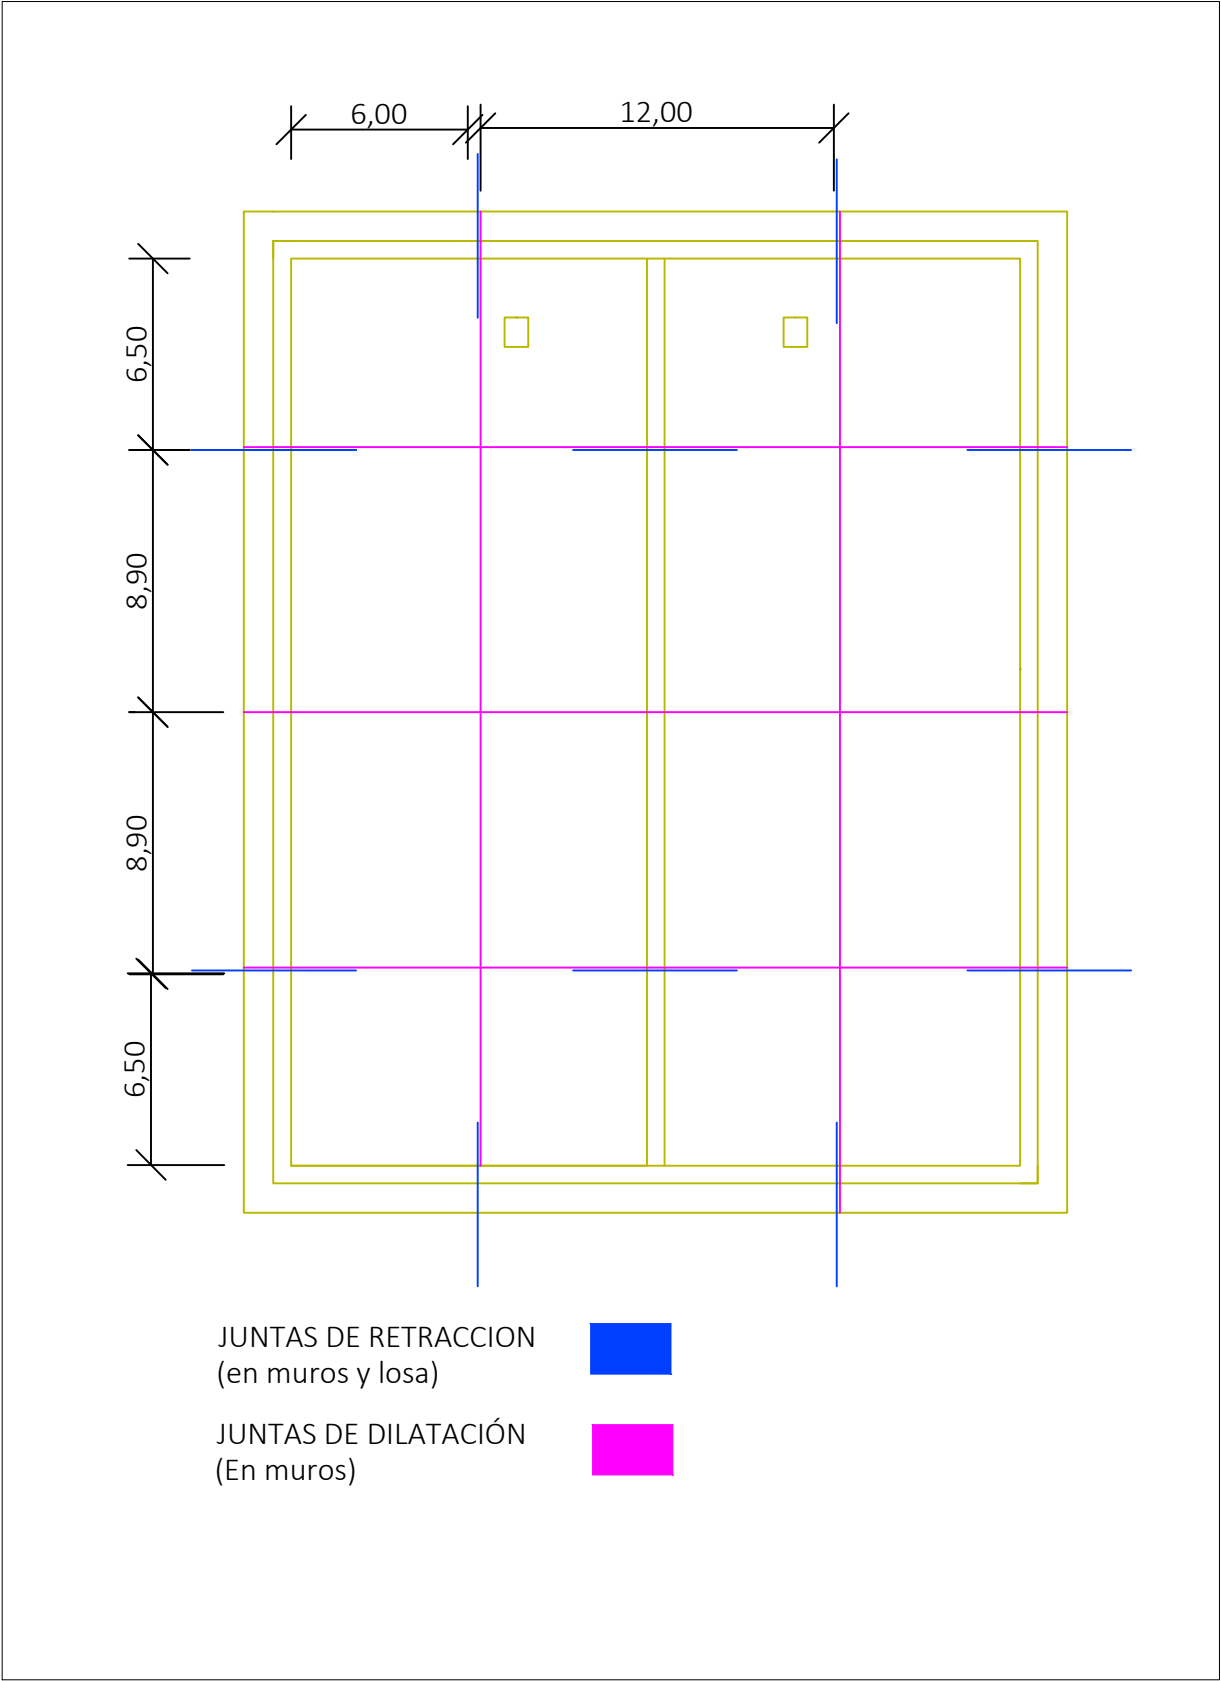 6,00
12,00
6,50
8,90
8,90
6,50
JUNTAS DE RETRACCION
(en muros y losa)
JUNTAS DE DILATACIÓN
(En muros)